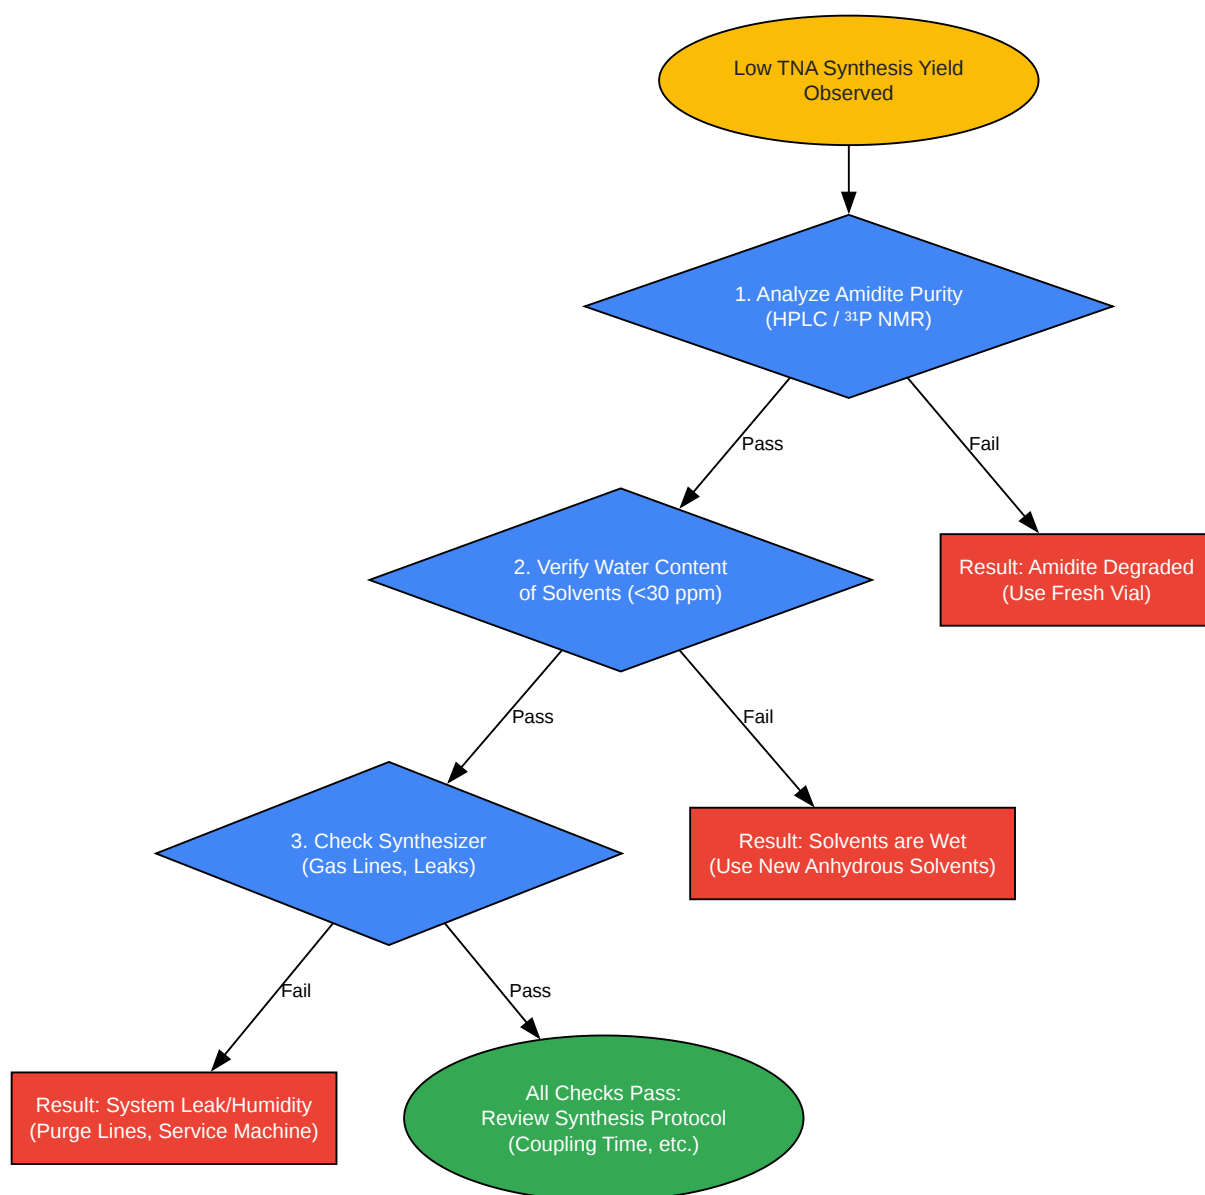 Low TNA Synthesis Yield
Observed
1. Analyze Amidite Purity
(HPLC / ³¹P NMR)
Pass
Fail
2. Verify Water Content
of Solvents (<30 ppm)
Result: Amidite Degraded
(Use Fresh Vial)
Pass
Fail
3. Check Synthesizer
(Gas Lines, Leaks)
Result: Solvents are Wet
(Use New Anhydrous Solvents)
Fail
Pass
Result: System Leak/Humidity
(Purge Lines, Service Machine)
All Checks Pass:
Review Synthesis Protocol
(Coupling Time, etc.)